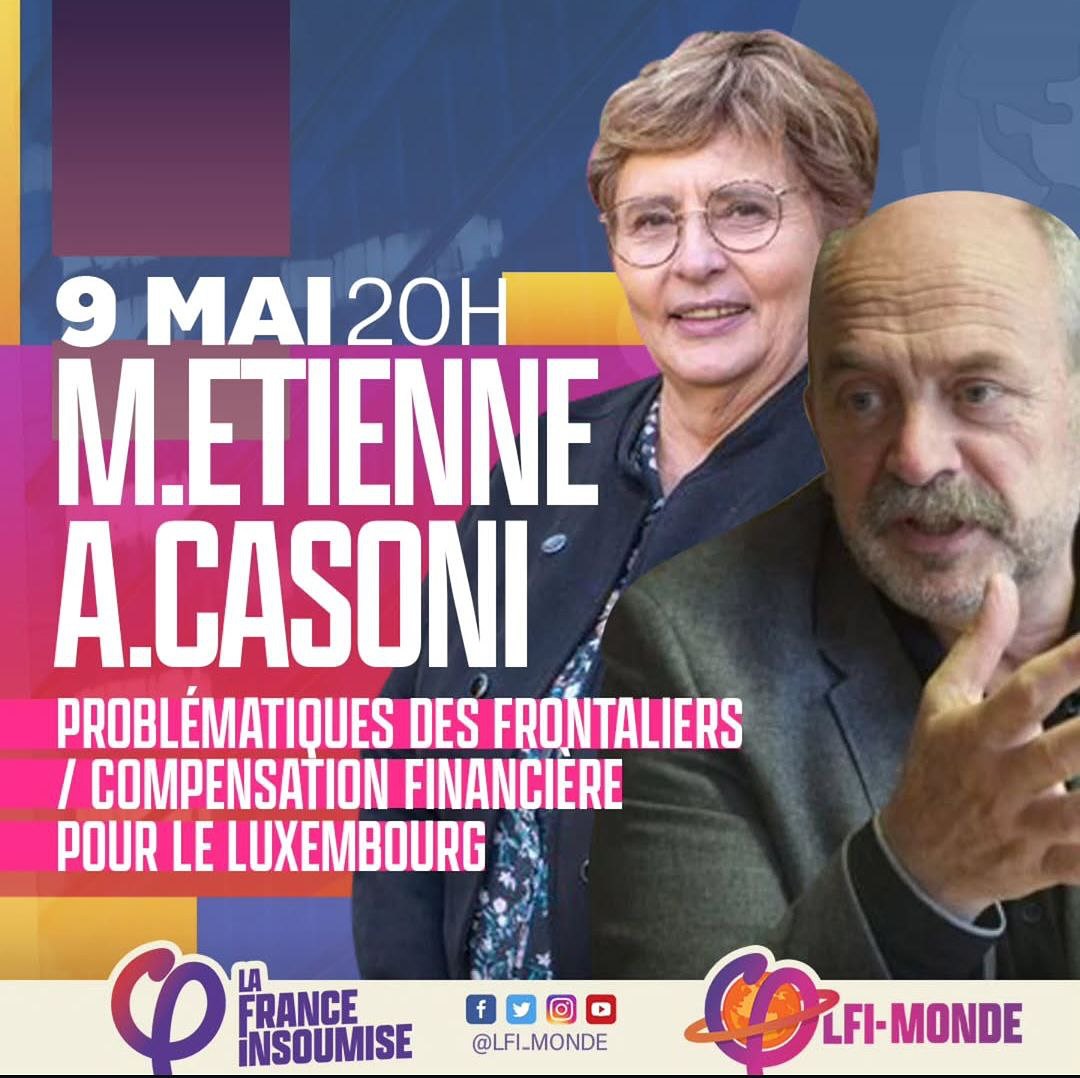 9 MAI 20H
M.ETIENNE
A.CASONI
PROBLÉMATIQUES DES FRONTALIERS
/ COMPENSATION FINANCIÈRE
POUR LE LUXEMBOURG
LA
FRANCE
INSOUMISE
@LFI_MONDE
LFI-MONDE